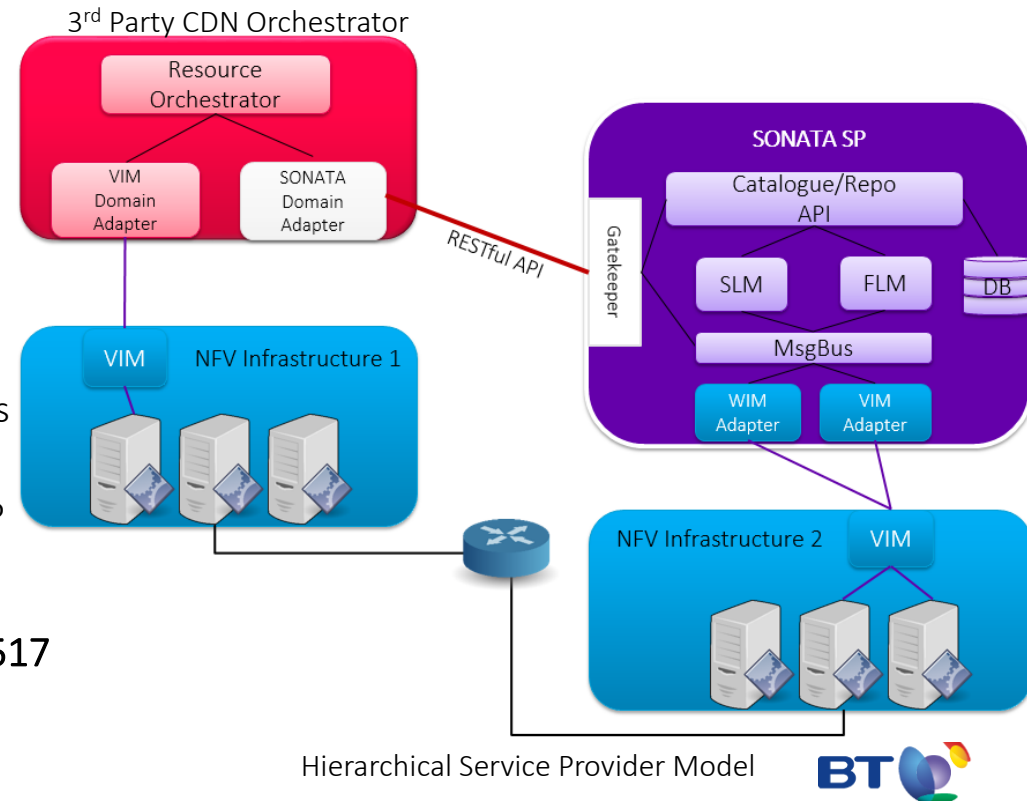 3rd Party CDN Orchestrator
Resource
Orchestrator
VIM
Domain
Adapter
SONATA
Domain
Adapter
RESTful API
SONATA SP
Gatekeeper
Catalogue/Repo
API
SLM
FLM
DB
MsgBus
WIM
Adapter
VIM
Adapter
VIM
NFV Infrastructure 1
s
NFV Infrastructure 2
VIM
517
Hierarchical Service Provider Model
BT